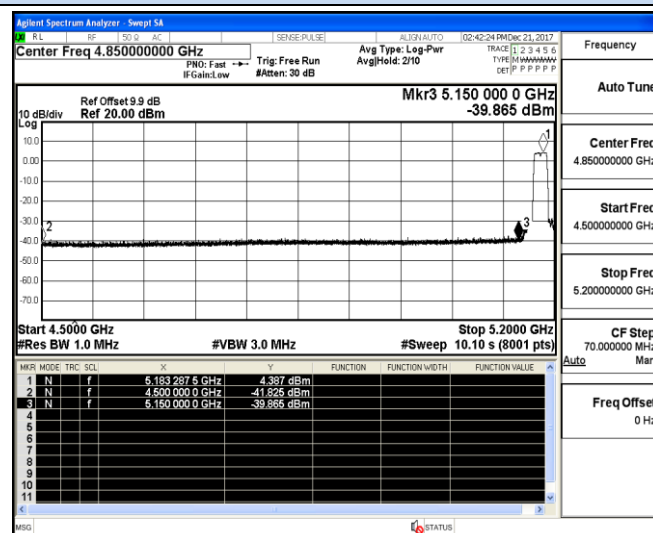 Agilent Spectrum Analyzer - Swept SA
RL RF 50 Ω AC SENSE:PULSE ALIGN AUTO 02:42:24 PM Dec 21, 2017
Center Freq 4.850000000 GHz
PNO: Fast
IFGain:Low
Trig: Free Run
#Atten: 30 dB
Avg Type: Log-Pwr
Avg|Hold: 2/10
TRACE 1 2 3 4 5 6
TYPE M
DET P P P P P P
Ref Offset 9.9 dB
10 dB/div Ref 20.00 dBm
Log
Mkr3 5.150 000 0 GHz
-39.865 dBm
10.0
0.00
-10.0
-20.0
-30.0
-40.0
-50.0
-60.0
-70.0
1
2
3
Start 4.5000 GHz
Stop 5.2000 GHz
#Res BW 1.0 MHz #VBW 3.0 MHz #Sweep 10.10 s (8001 pts)
MKR MODE TRC SCL X Y FUNCTION FUNCTION WIDTH FUNCTION VALUE
1 N f 5.183 287 5 GHz 4.387 dBm
2 N f 4.500 000 0 GHz -41.825 dBm
3 N f 5.150 000 0 GHz -39.865 dBm
4
5
6
7
8
9
10
11
MSG STATUS
Frequency
Auto Tune
Center Freq
4.850000000 GHz
Start Freq
4.500000000 GHz
Stop Freq
5.200000000 GHz
CF Step
70.000000 MHz
Auto Man
Freq Offset
0 Hz